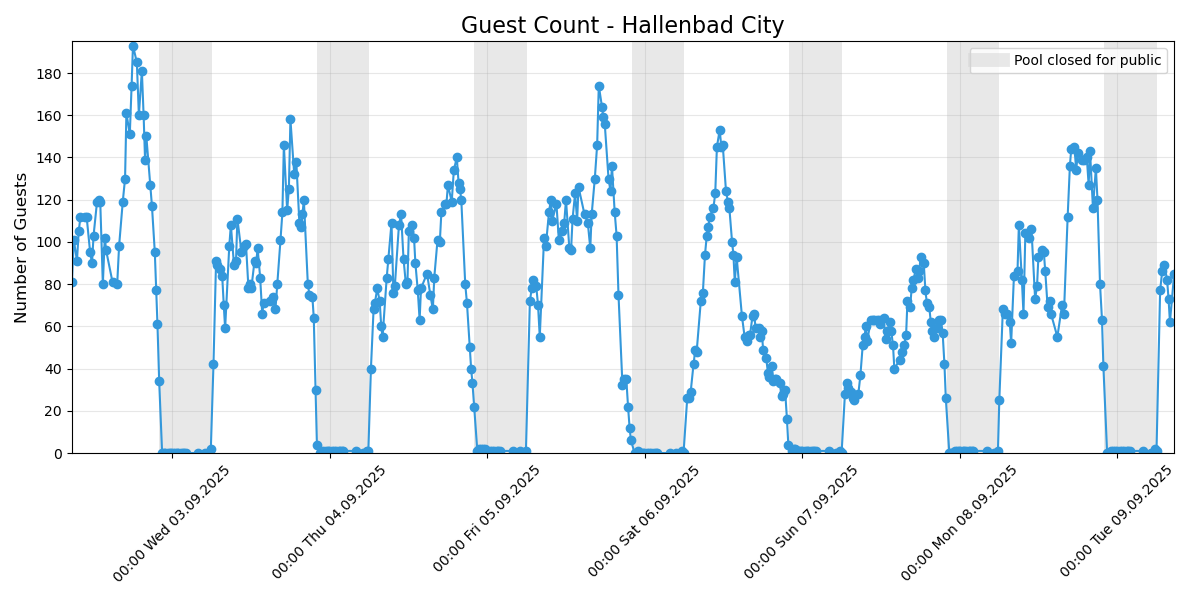 Guest Count - Hallenbad City
Pool closed for public
Number of Guests
180
160
140
120
100
80
60
40
20
0
00:00 Wed 03.09.2025
00:00 Thu 04.09.2025
00:00 Fri 05.09.2025
00:00 Sat 06.09.2025
00:00 Sun 07.09.2025
00:00 Mon 08.09.2025
00:00 Tue 09.09.2025